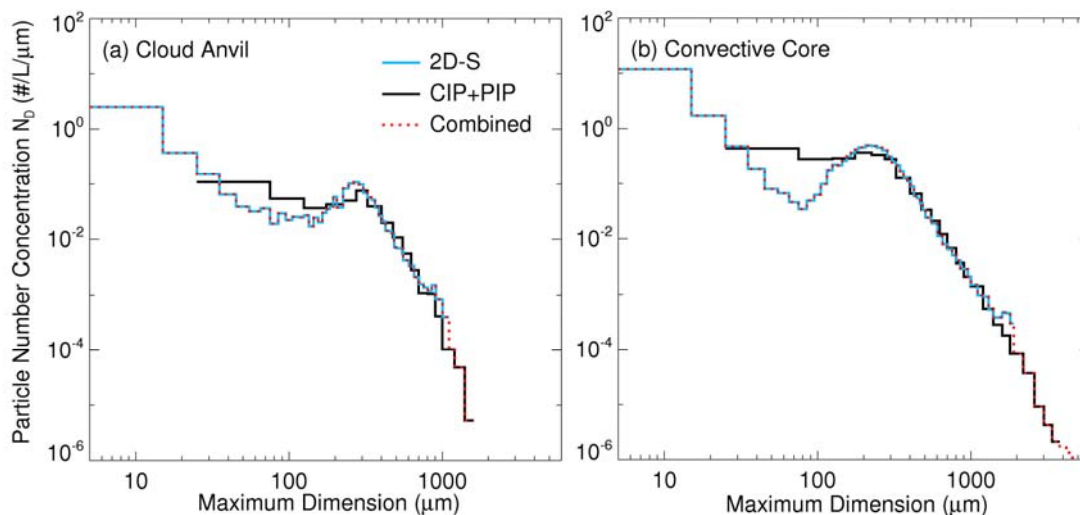 10²
10⁰
10⁻²
10⁻⁴
10⁻⁶
Particle Number Concentration N_D (#/L/μm)
(a) Cloud Anvil
2D-S
CIP+PIP
Combined
10
100
1000
Maximum Dimension (μm)
10²
10⁰
10⁻²
10⁻⁴
10⁻⁶
(b) Convective Core
10
100
1000
Maximum Dimension (μm)